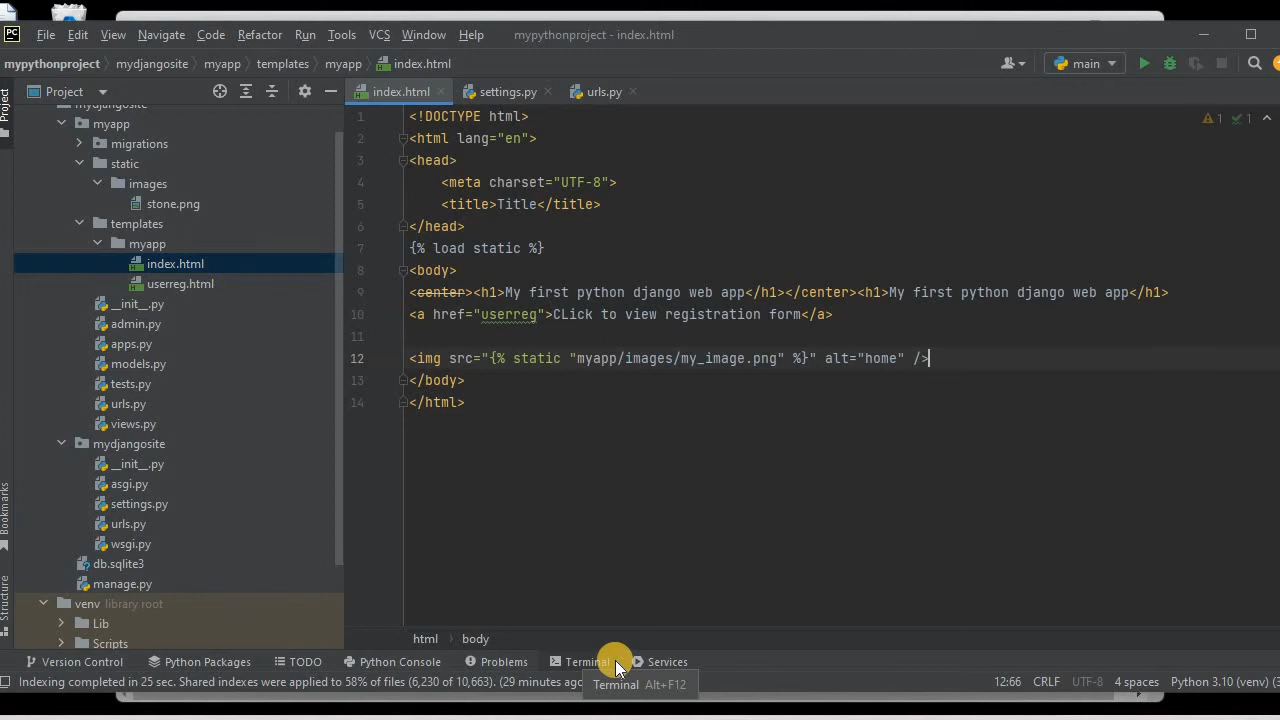 PC File Edit View Navigate Code Refactor Run Tools VCS Window Help mypythonproject - index.html
mypythonproject mydjangosite myapp templates myapp index.html main
Project index.html settings.py urls.py
Project
mydjangosite
myapp
migrations
static
images
stone.png
templates
myapp
index.html
userreg.html
__init__.py
admin.py
apps.py
models.py
tests.py
urls.py
views.py
mydjangosite
__init__.py
asgi.py
settings.py
urls.py
wsgi.py
db.sqlite3
manage.py
venv library root
Lib
Scripts
Bookmarks
Structure
1 <!DOCTYPE html>
2 <html lang="en">
3 <head>
4 <meta charset="UTF-8">
5 <title>Title</title>
6 </head>
7 {% load static %}
8 <body>
9 <center><h1>My first python django web app</h1></center><h1>My first python django web app</h1>
10 <a href="userreg">CLick to view registration form</a>
11
12 <img src="{% static "myapp/images/my_image.png" %}" alt="home" />
13 </body>
14 </html>
1 1
html body
Version Control Python Packages TODO Python Console Problems Terminal Services
Indexing completed in 25 sec. Shared indexes were applied to 58% of files (6,230 of 10,663). (29 minutes ago
Terminal Alt+F12
12:66 CRLF UTF-8 4 spaces Python 3.10 (venv)